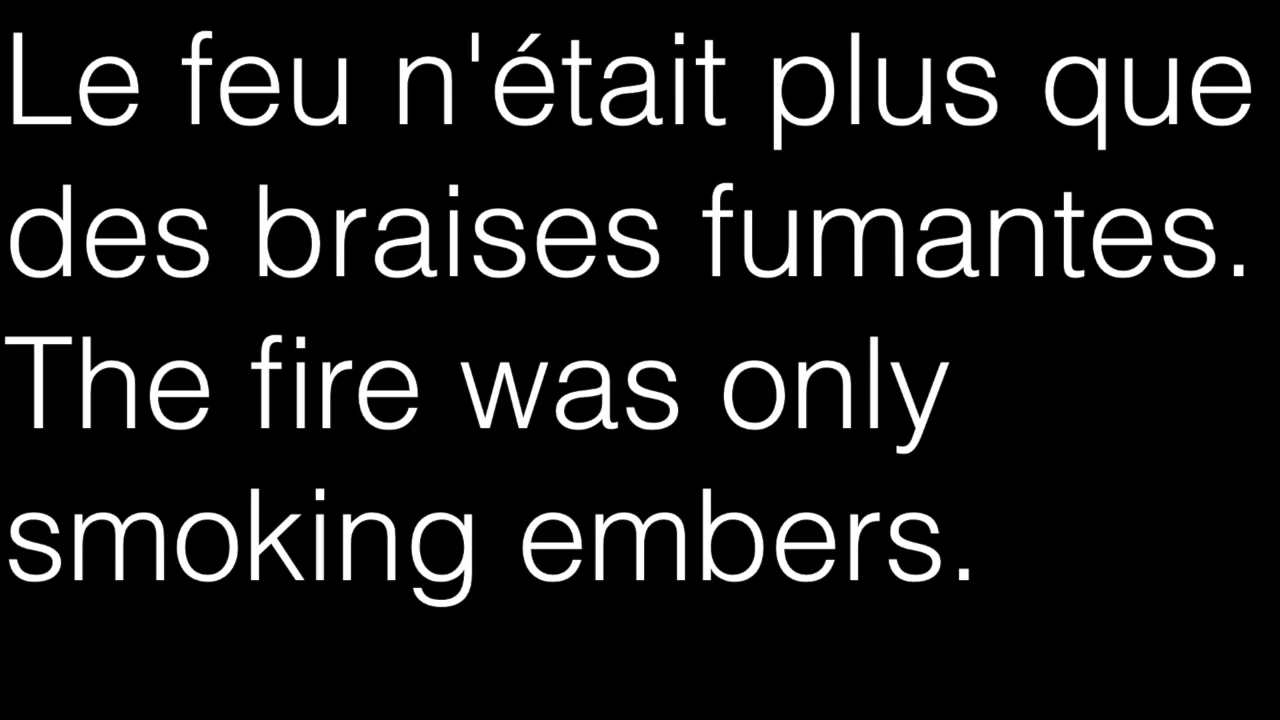 Le feu n'était plus que
des braises fumantes.
The fire was only
smoking embers.